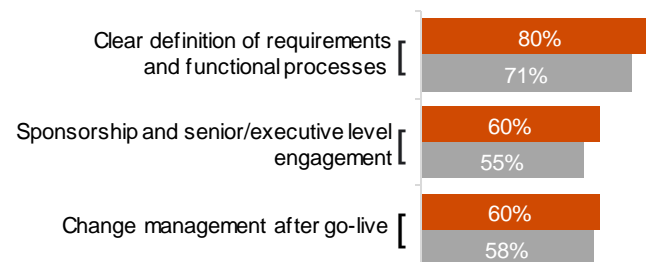 Clear definition of requirements
and functional processes
80%
71%
Sponsorship and senior/executive level
engagement
60%
55%
Change management after go-live
60%
58%